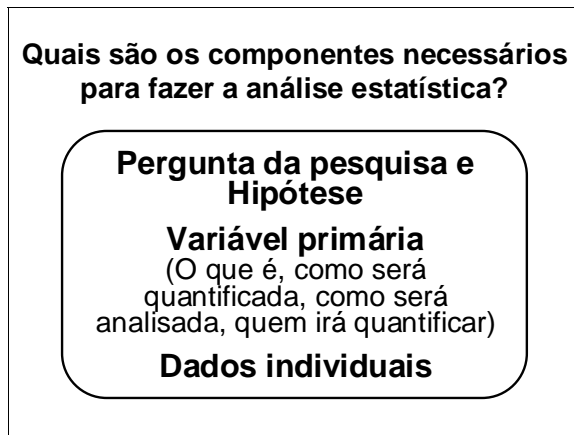 Quais são os componentes necessários
para fazer a análise estatística?
Pergunta da pesquisa e
Hipótese
Variável primária
(O que é, como será
quantificada, como será
analisada, quem irá quantificar)
Dados individuais